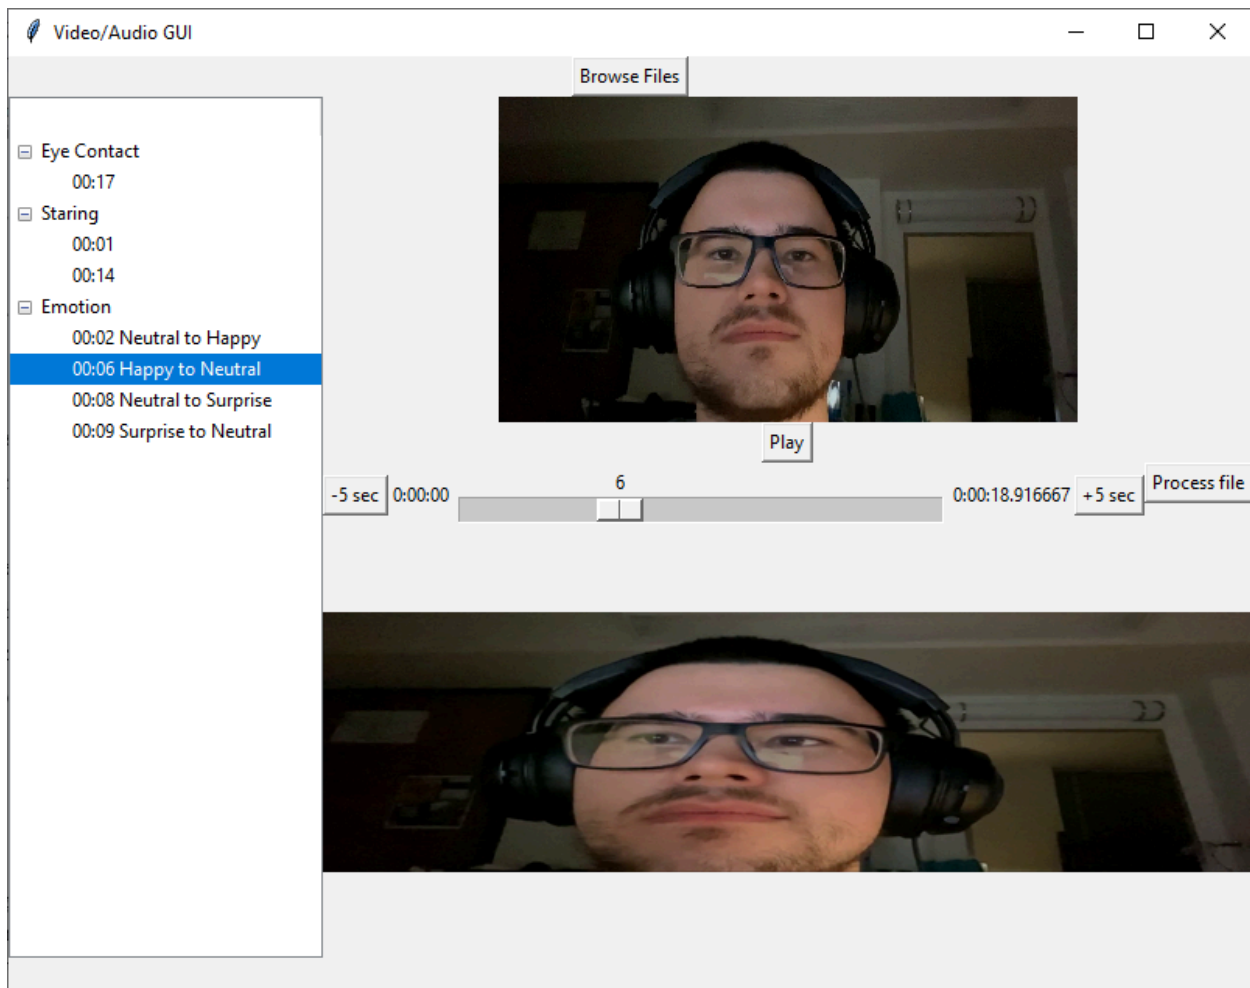 Video/Audio GUI
Browse Files
Eye Contact
00:17
Staring
00:01
00:14
Emotion
00:02 Neutral to Happy
00:06 Happy to Neutral
00:08 Neutral to Surprise
00:09 Surprise to Neutral
Play
6
-5 sec 0:00:00 0:00:18.916667 +5 sec Process file